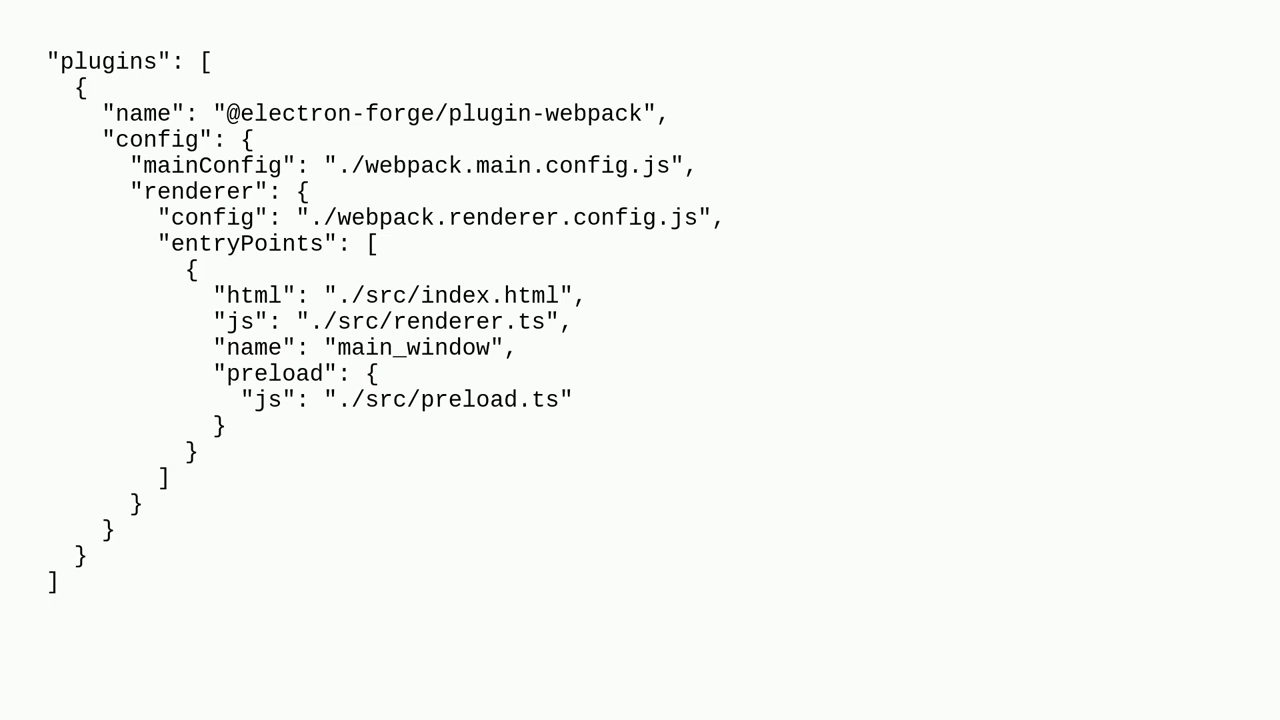 "plugins": [
  {
    "name": "@electron-forge/plugin-webpack",
    "config": {
      "mainConfig": "./webpack.main.config.js",
      "renderer": {
        "config": "./webpack.renderer.config.js",
        "entryPoints": [
          {
            "html": "./src/index.html",
            "js": "./src/renderer.ts",
            "name": "main_window",
            "preload": {
              "js": "./src/preload.ts"
            }
          }
        ]
      }
    }
  }
]